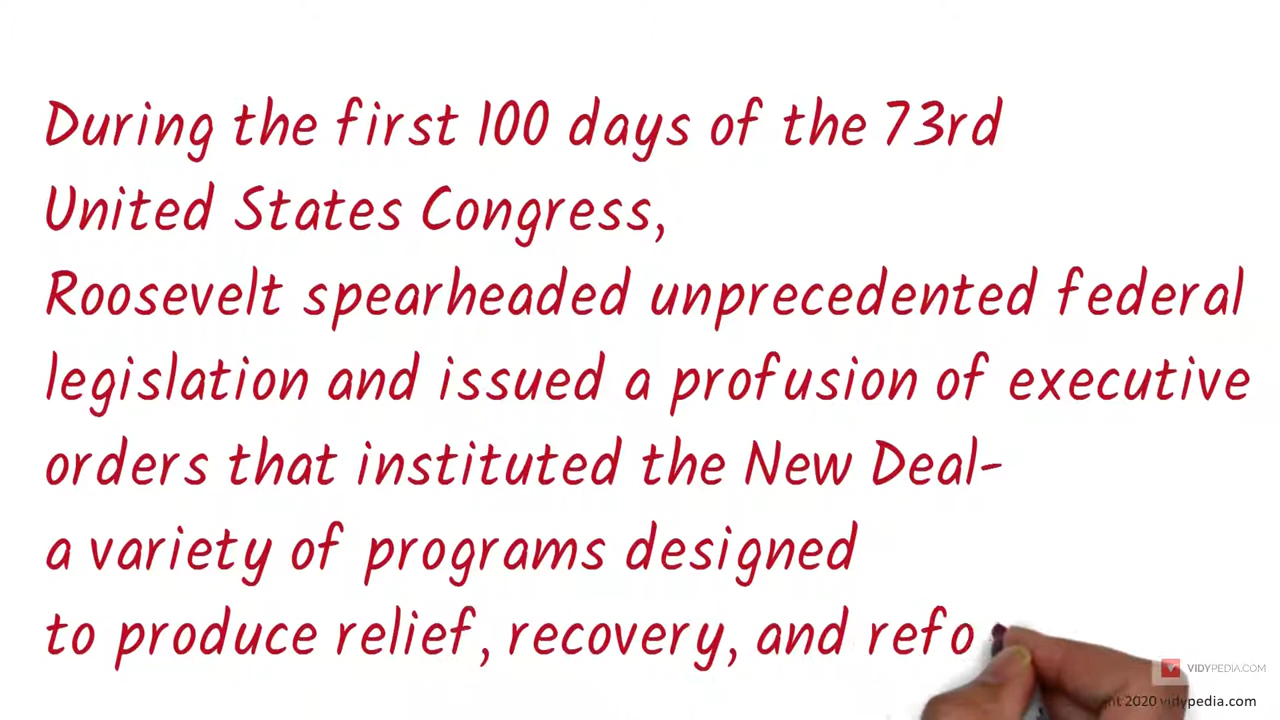 During the first 100 days of the 73rd
United States Congress,
Roosevelt spearheaded unprecedented federal
legislation and issued a profusion of executive
orders that instituted the New Deal-
a variety of programs designed
to produce relief, recovery, and refo
VIDYPEDIA.COM
2020 vidypedia.com